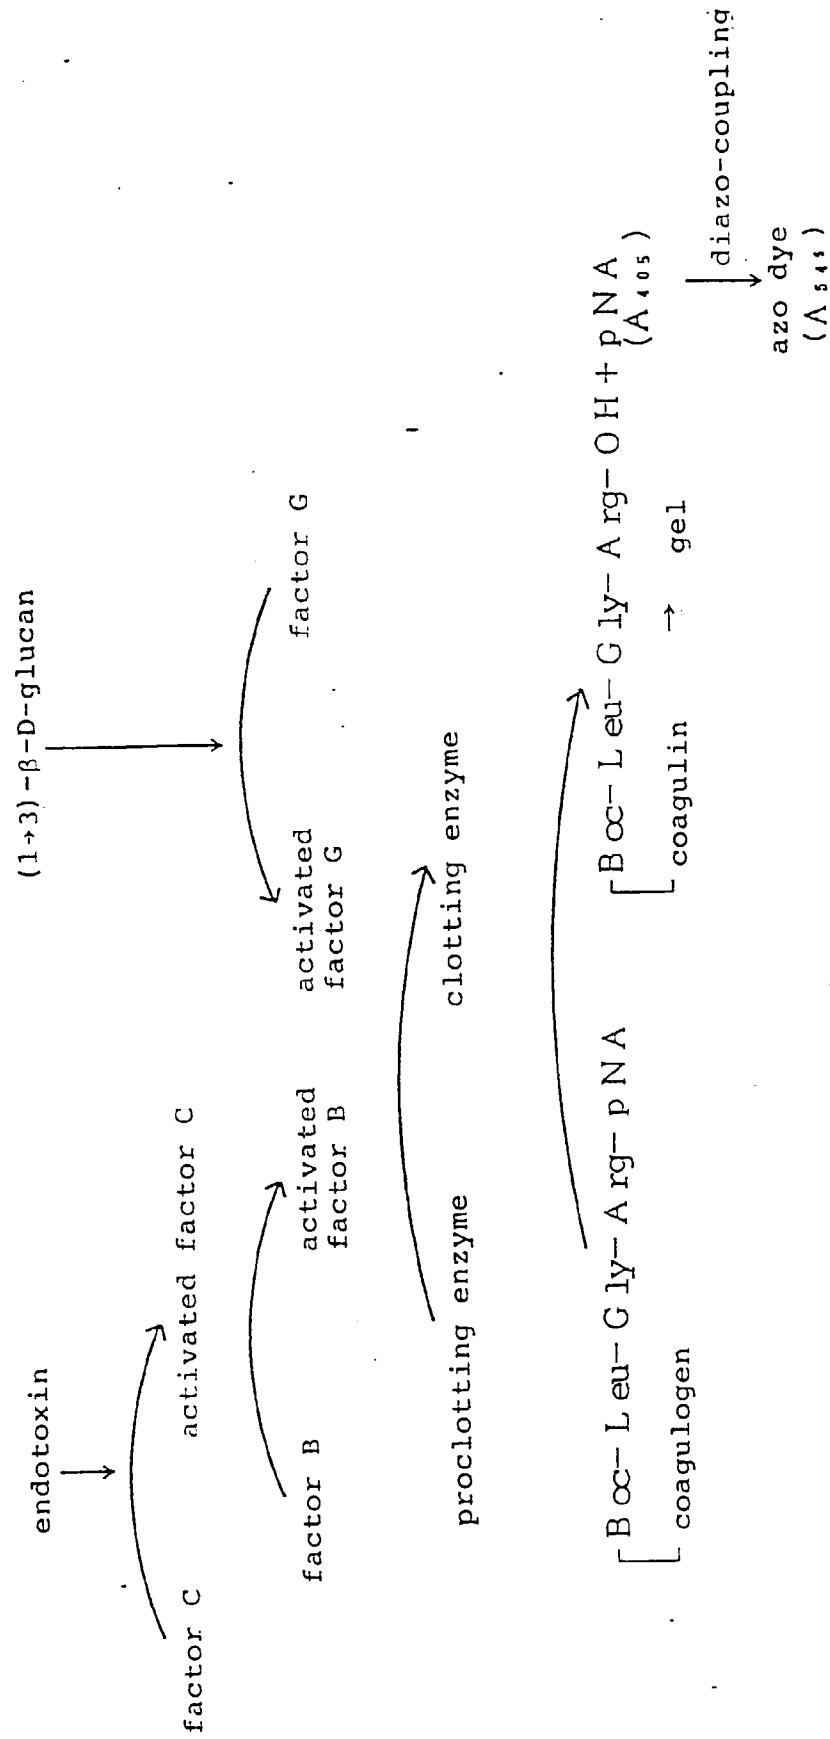 endotoxin
(1→3)-β-D-glucan
factor C
activated factor C
factor B
activated
factor B
activated
factor G
factor G
proclotting enzyme
clotting enzyme
Boc-Leu-Gly-Arg-pNA
coagulogen
Boc-Leu-Gly-Arg-OH+pNA
(A405)
coagulin → gel
diazo-coupling
azo dye